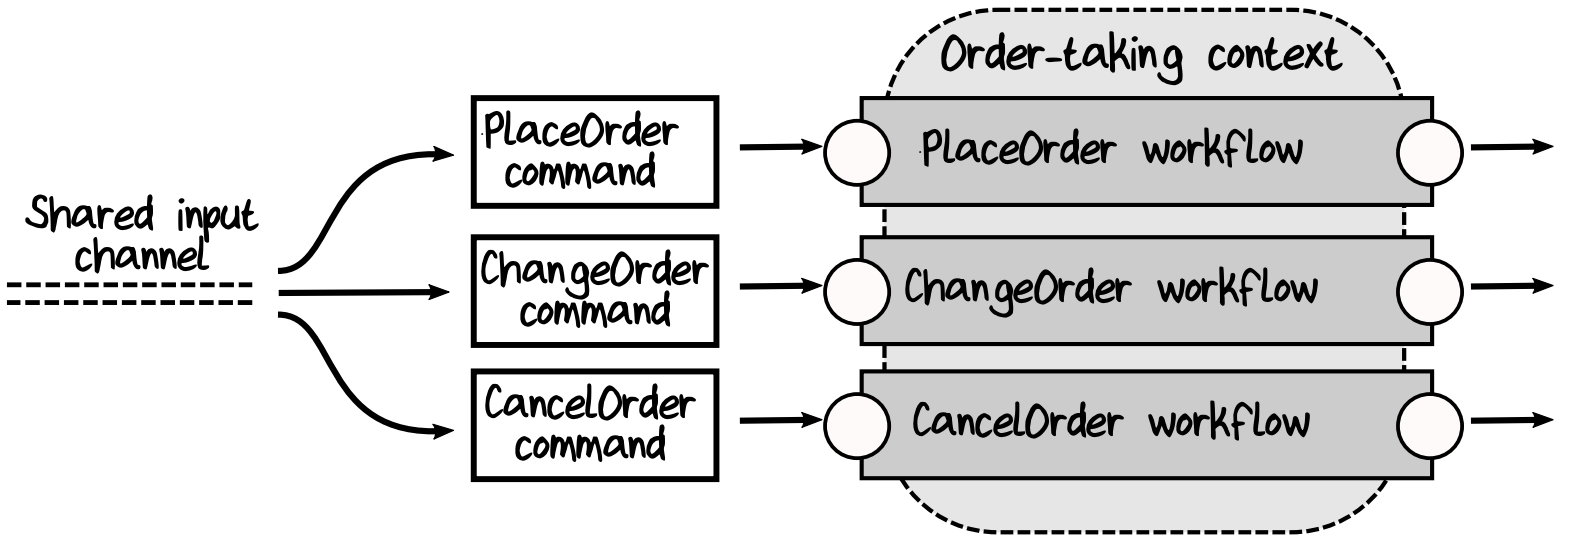 Order-taking context
PlaceOrder
command
PlaceOrder workflow
Shared input
channel
ChangeOrder
command
ChangeOrder workflow
CancelOrder
command
CancelOrder workflow